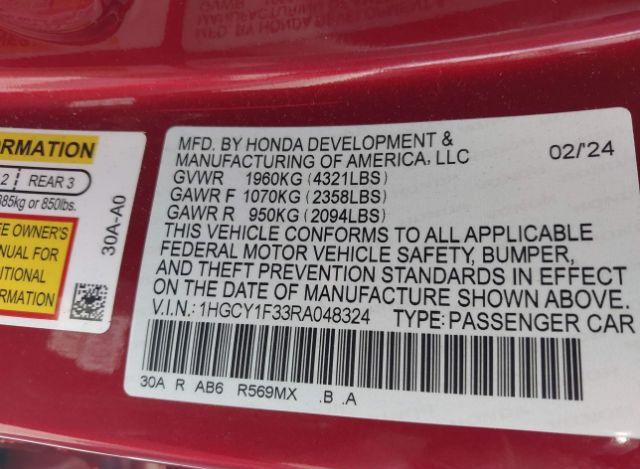 MFD. BY HONDA DEVELOPMENT & MANUFACTURING OF AMERICA, LLC 02/'24
GVWR 1960KG (4321LBS)
GAWR F 1070KG (2358LBS)
GAWR R 950KG (2094LBS)
THIS VEHICLE CONFORMS TO ALL APPLICABLE
FEDERAL MOTOR VEHICLE SAFETY, BUMPER,
AND THEFT PREVENTION STANDARDS IN EFFECT
ON THE DATE OF MANUFACTURE SHOWN ABOVE.
V.I.N.: 1HGCY1F33RA048324 TYPE:PASSENGER CAR
30A R AB6 R569MX .B .A
ORMATION
2 REAR 3
385kg or 850lbs.
E OWNER'S
NUAL FOR
ITIONAL
ORMATION
30A-A0